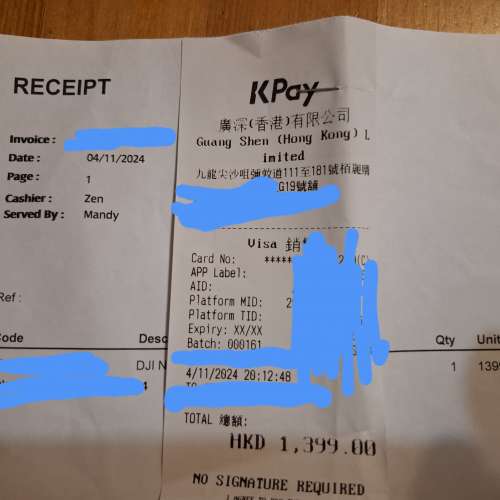 RECEIPT
Invoice :
Date : 04/11/2024
Page : 1
Cashier : Zen
Served By : Mandy
Ref :
Code Desc Qty Unit
DJI N 1 1399
4
KPay
廣深(香港)有限公司
Guang Shen (Hong Kong) L
imited
九龍尖沙咀彌敦道111至181號栢麗購
G19號舖
Visa 銷
Card No: ******* (C)
APP Label:
AID:
Platform MID: 2
Platform TID:
Expiry: XX/XX
Batch: 000161
4/11/2024 20:12:48
TOTAL 總額:
HKD 1,399.00
NO SIGNATURE REQUIRED